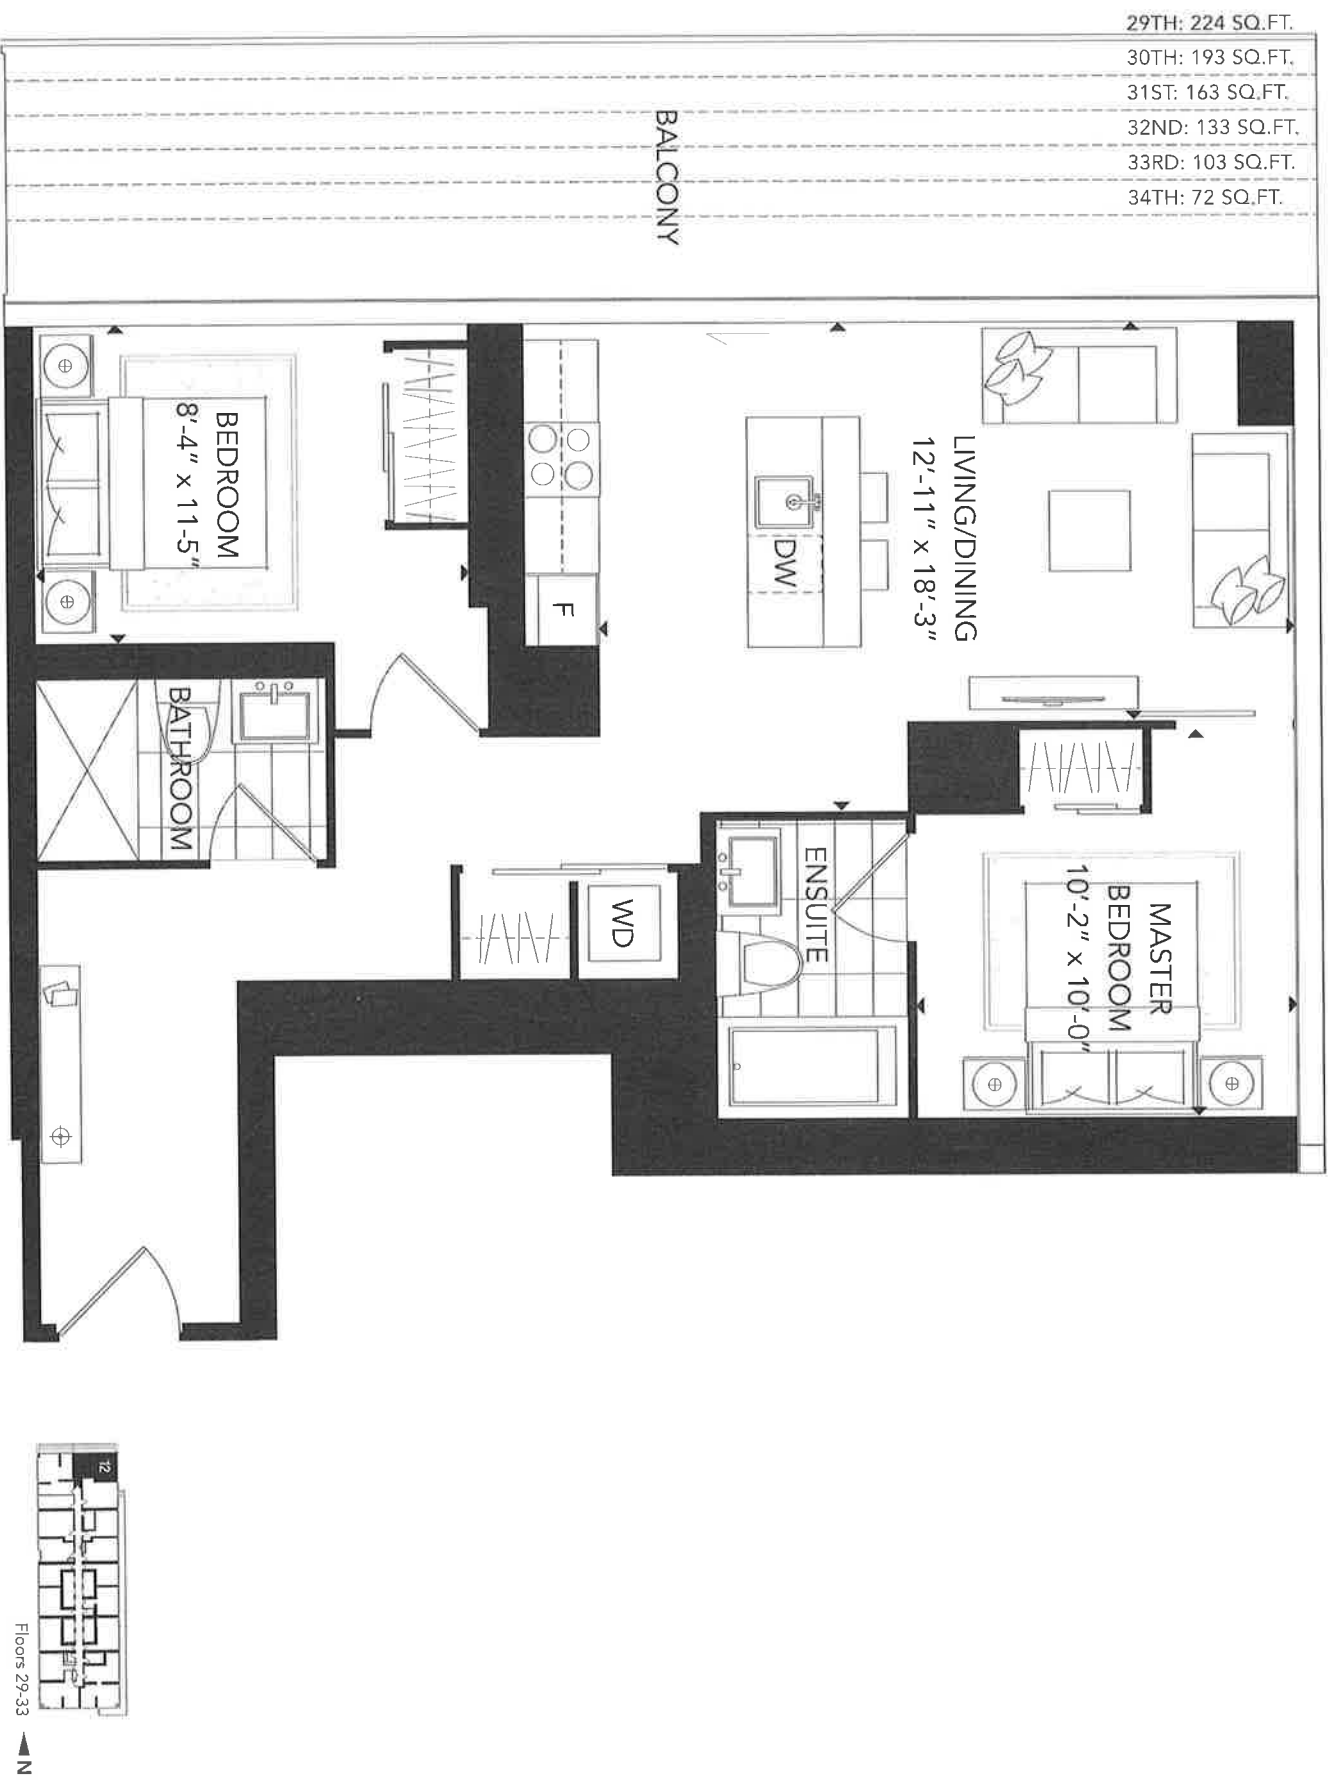 29TH: 224 SQ.FT.
30TH: 193 SQ.FT.
31ST: 163 SQ.FT.
32ND: 133 SQ.FT.
33RD: 103 SQ.FT.
34TH: 72 SQ.FT.
BALCONY
LIVING/DINING
12'-11" x 18'-3"
BEDROOM
8'-4" x 11-5"
DW
F
BATHROOM
MASTER
BEDROOM
10'-2" x 10'-0"
ENSUITE
WD
12
Floors 29-33
N